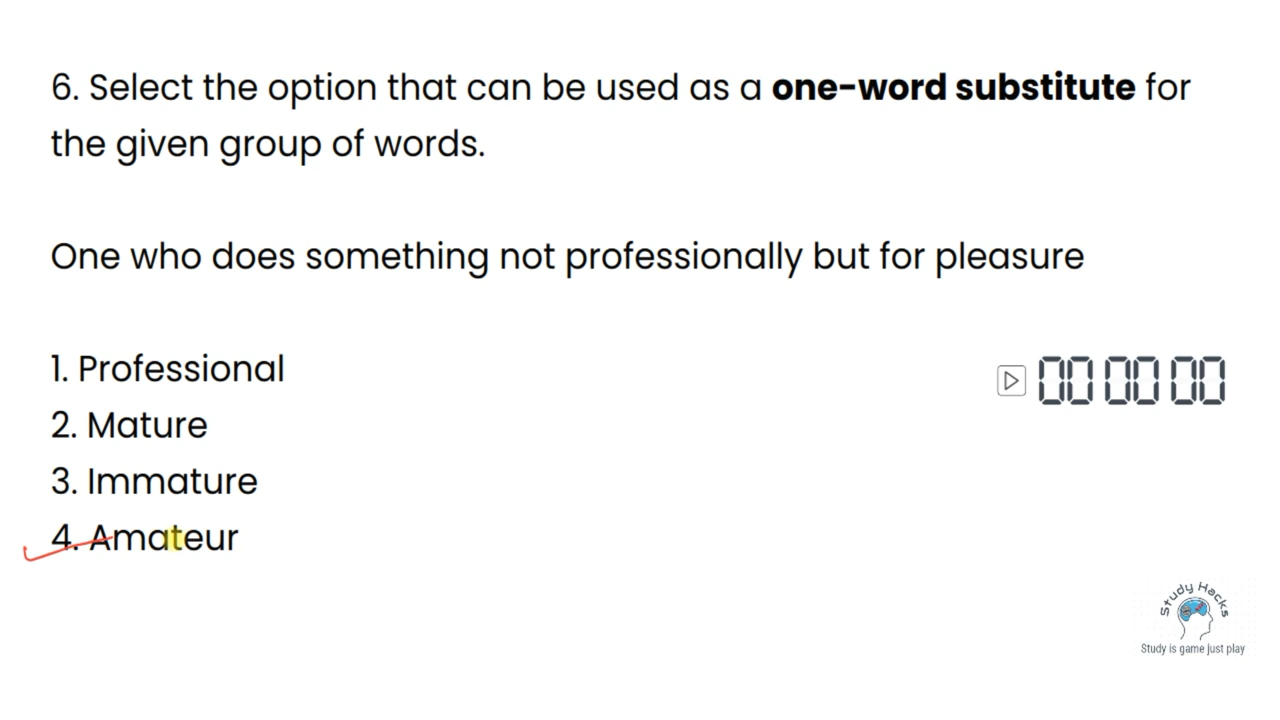 6. Select the option that can be used as a one-word substitute for
the given group of words.
One who does something not professionally but for pleasure
1. Professional
2. Mature
3. Immature
4. Amateur
00 00 00
Study Hacks
Study is game just play